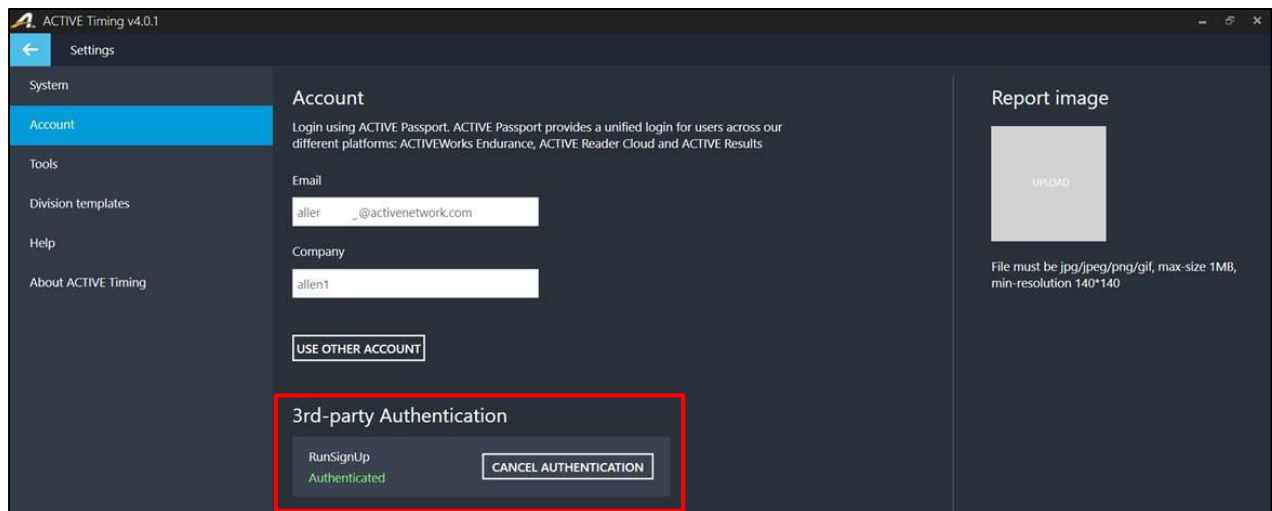 ACTIVE Timing v4.0.1
Settings
System
Account
Tools
Division templates
Help
About ACTIVE Timing
Account
Login using ACTIVE Passport. ACTIVE Passport provides a unified login for users across our
different platforms: ACTIVEWorks Endurance, ACTIVE Reader Cloud and ACTIVE Results
Email
aller _@activenetwork.com
Company
allen1
USE OTHER ACCOUNT
3rd-party Authentication
RunSignUp
Authenticated
CANCEL AUTHENTICATION
Report image
UPLOAD
File must be jpg/jpeg/png/gif, max-size 1MB,
min-resolution 140*140